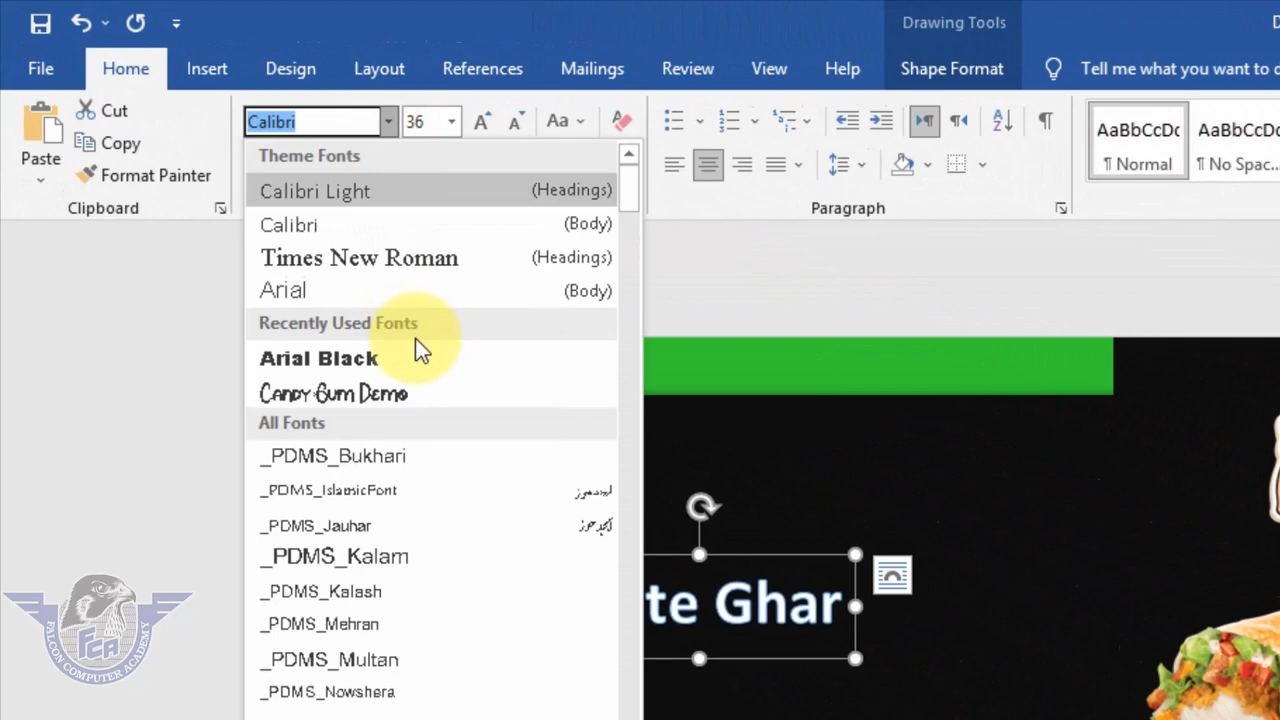 Drawing Tools
D
File Home Insert Design Layout References Mailings Review View Help Shape Format Tell me what you want to d
Paste
Cut
Copy
Format Painter
Clipboard
Calibri 36 Aa
Paragraph
AaBbCcDc AaBbCcDc
¶ Normal ¶ No Spac...
Theme Fonts
Calibri Light (Headings)
Calibri (Body)
Times New Roman (Headings)
Arial (Body)
Recently Used Fonts
Arial Black
Candy Gum Demo
All Fonts
_PDMS_Bukhari
_PDMS_IslamicFont
_PDMS_Jauhar
_PDMS_Kalam
_PDMS_Kalash
_PDMS_Mehran
_PDMS_Multan
_PDMS_Nowshera
te Ghar
FCA
FALCON COMPUTER ACADEMY